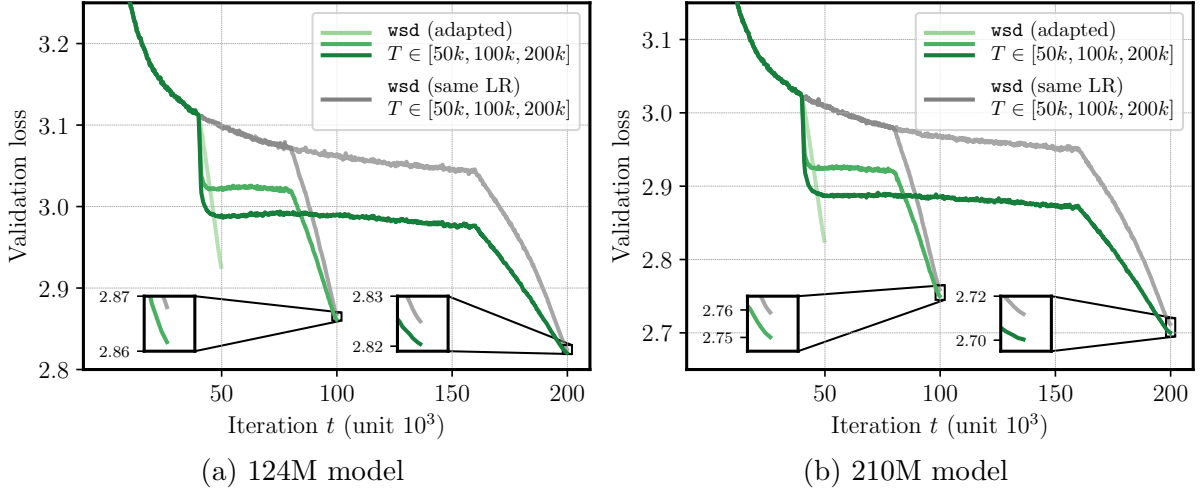 Validation loss
3.2
3.1
3.0
2.9
2.8
wsd (adapted)
T ∈ [50k, 100k, 200k]
wsd (same LR)
T ∈ [50k, 100k, 200k]
2.87
2.86
2.83
2.82
50 100 150 200
Iteration t (unit 10³)
(a) 124M model
Validation loss
3.1
3.0
2.9
2.8
2.7
wsd (adapted)
T ∈ [50k, 100k, 200k]
wsd (same LR)
T ∈ [50k, 100k, 200k]
2.76
2.75
2.72
2.70
50 100 150 200
Iteration t (unit 10³)
(b) 210M model